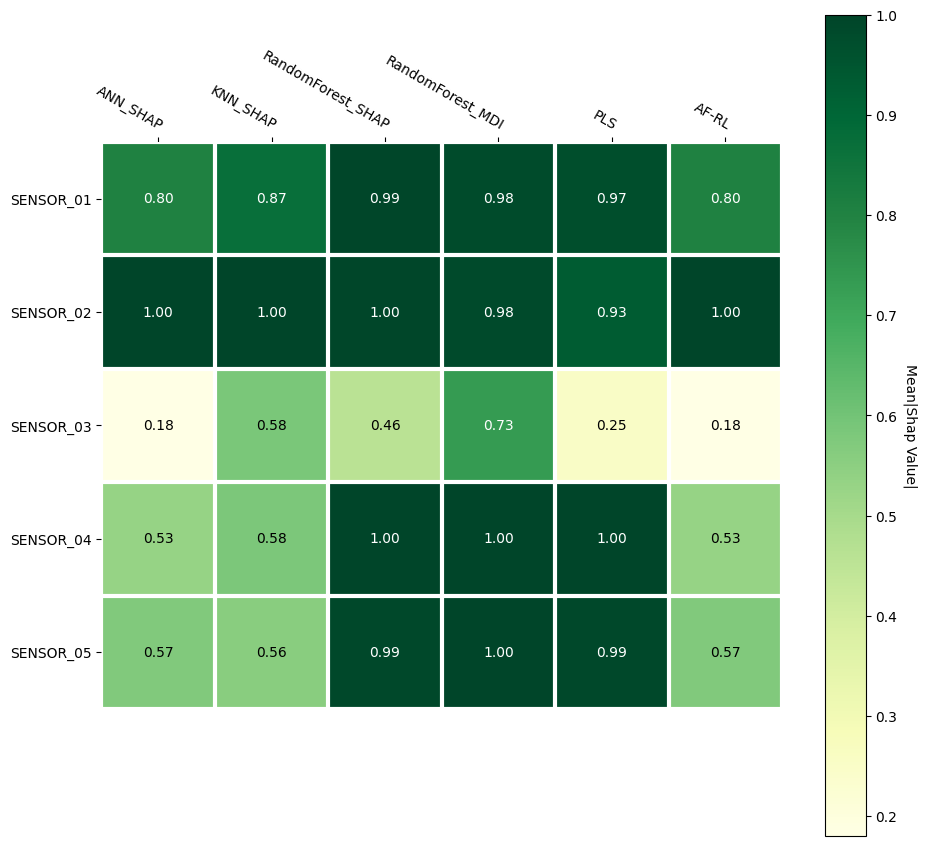 ANN_SHAP KNN_SHAP RandomForest_SHAP RandomForest_MDI PLS AF-RL
SENSOR_01 0.80 0.87 0.99 0.98 0.97 0.80
SENSOR_02 1.00 1.00 1.00 0.98 0.93 1.00
SENSOR_03 0.18 0.58 0.46 0.73 0.25 0.18
SENSOR_04 0.53 0.58 1.00 1.00 1.00 0.53
SENSOR_05 0.57 0.56 0.99 1.00 0.99 0.57
1.0
0.9
0.8
0.7
0.6
0.5
0.4
0.3
0.2
Mean|Shap Value|